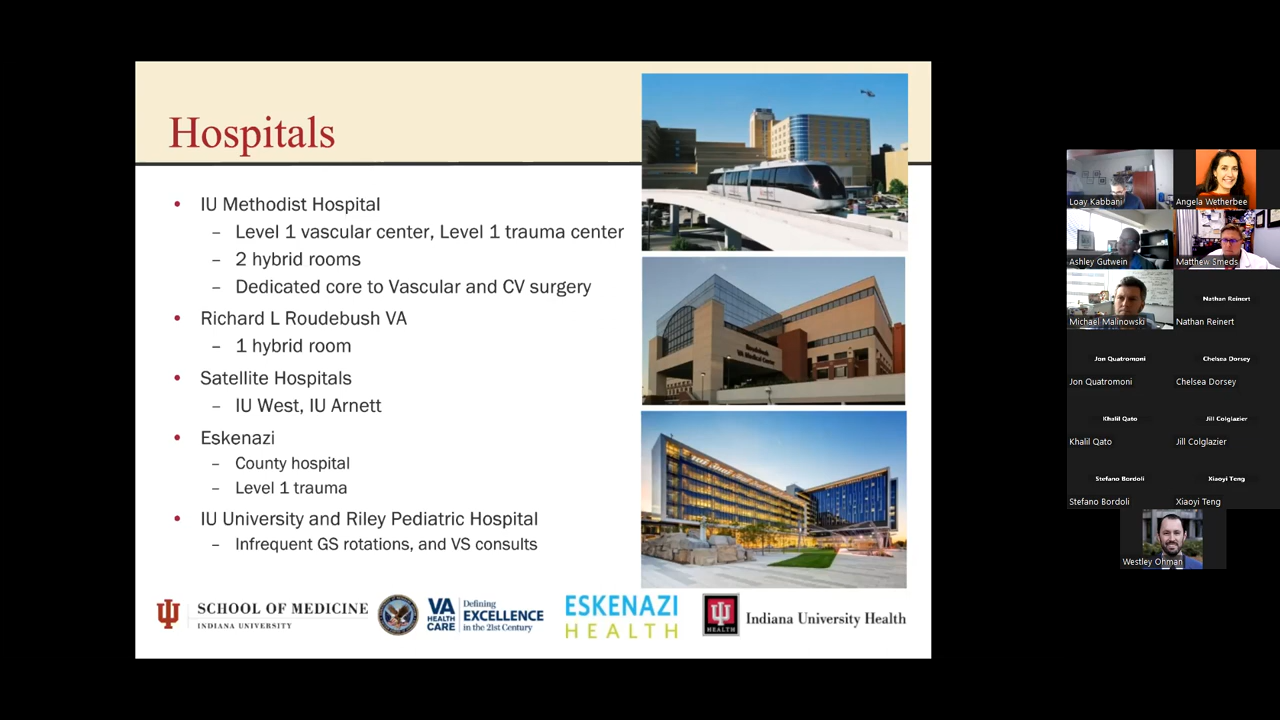 Hospitals
• IU Methodist Hospital
– Level 1 vascular center, Level 1 trauma center
– 2 hybrid rooms
– Dedicated core to Vascular and CV surgery
• Richard L Roudebush VA
– 1 hybrid room
• Satellite Hospitals
– IU West, IU Arnett
• Eskenazi
– County hospital
– Level 1 trauma
• IU University and Riley Pediatric Hospital
– Infrequent GS rotations, and VS consults
SCHOOL OF MEDICINE
INDIANA UNIVERSITY
VA
HEALTH
CARE
Defining
EXCELLENCE
in the 21st Century
ESKENAZI
HEALTH
HEALTH
Indiana University Health
Roudebush
VA Medical Center
Loay Kabbani
Angela Wetherbee
Ashley Gutwein
Matthew Smeds
Michael Malinowski
Nathan Reinert
Nathan Reinert
Jon Quatromoni
Jon Quatromoni
Chelsea Dorsey
Chelsea Dorsey
Khalil Qato
Khalil Qato
Jill Colglazier
Jill Colglazier
Stefano Bordoli
Stefano Bordoli
Xiaoyi Teng
Xiaoyi Teng
Westley Ohman